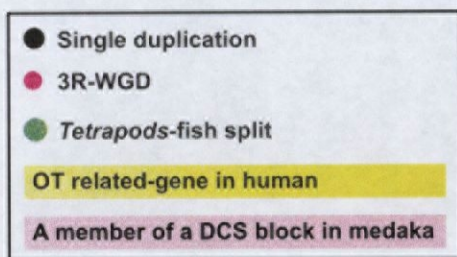 Single duplication
3R-WGD
Tetrapods-fish split
OT related-gene in human
A member of a DCS block in medaka